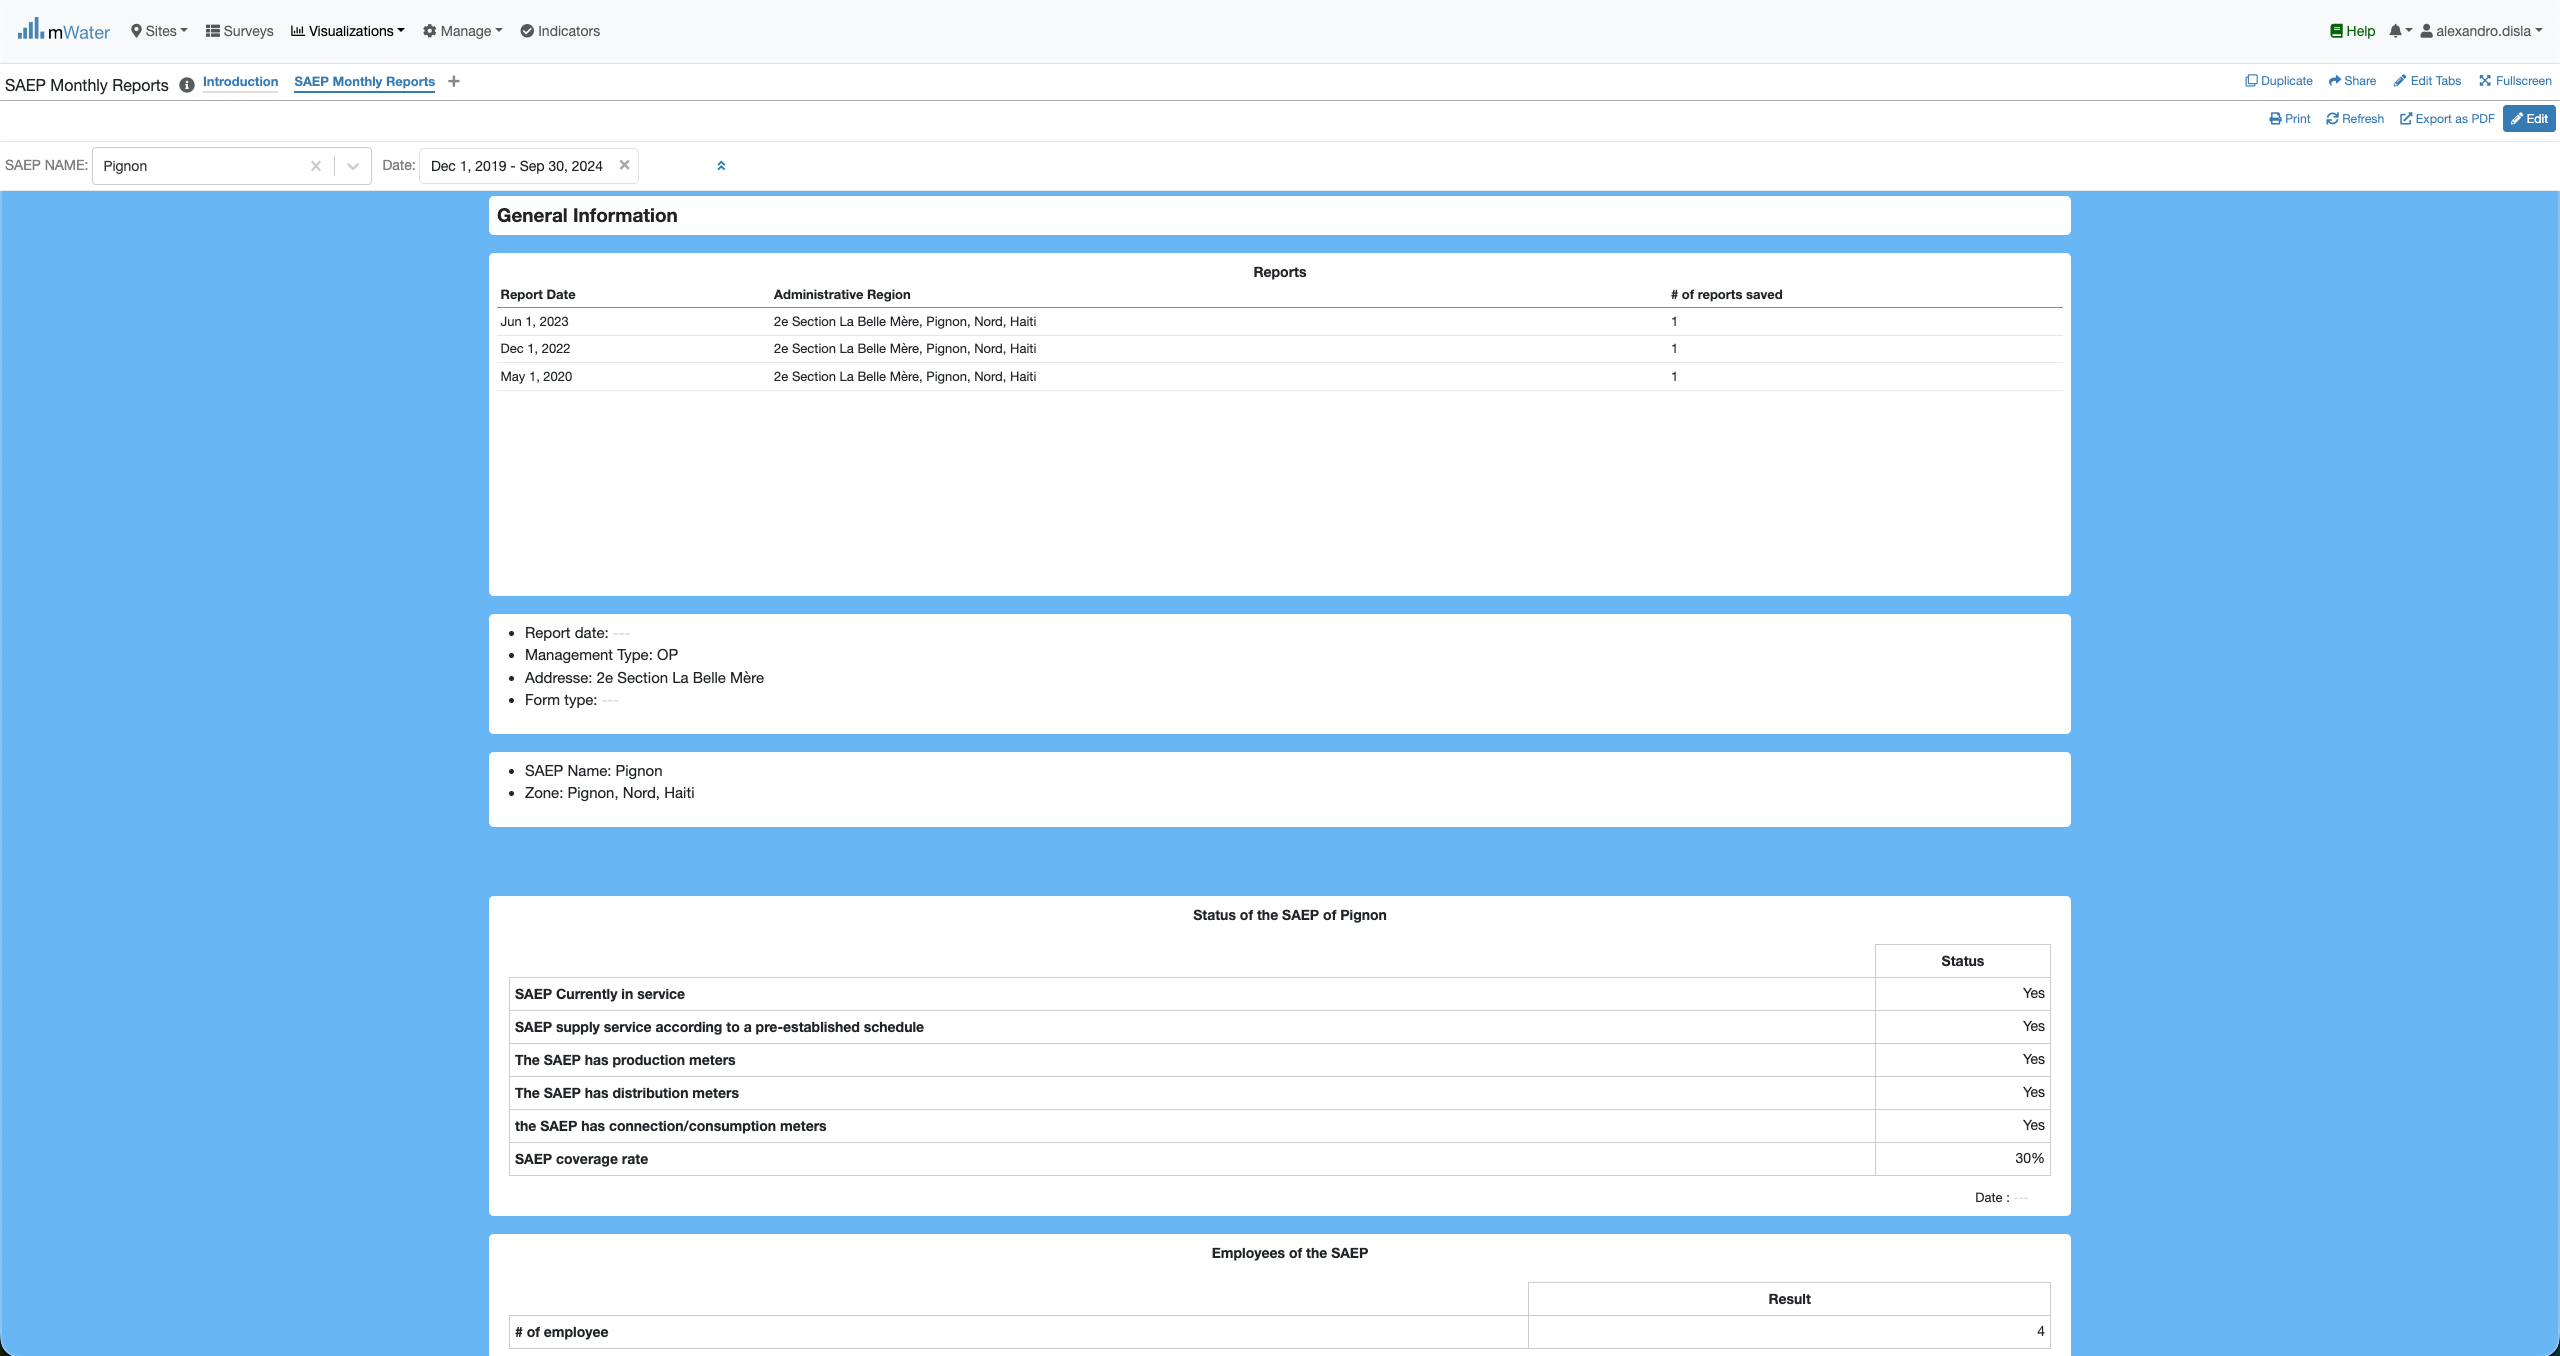 mWater Sites Surveys Visualizations Manage Indicators Help alexandro.disla
SAEP Monthly Reports Introduction SAEP Monthly Reports Duplicate Share Edit Tabs Fullscreen
Print Refresh Export as PDF Edit
SAEP NAME: Pignon Date: Dec 1, 2019 - Sep 30, 2024
General Information
Reports
Report Date Administrative Region # of reports saved
Jun 1, 2023 2e Section La Belle Mère, Pignon, Nord, Haiti 1
Dec 1, 2022 2e Section La Belle Mère, Pignon, Nord, Haiti 1
May 1, 2020 2e Section La Belle Mère, Pignon, Nord, Haiti 1
• Report date: ---
• Management Type: OP
• Addresse: 2e Section La Belle Mère
• Form type: ---
• SAEP Name: Pignon
• Zone: Pignon, Nord, Haiti
Status of the SAEP of Pignon
Status
SAEP Currently in service Yes
SAEP supply service according to a pre-established schedule Yes
The SAEP has production meters Yes
The SAEP has distribution meters Yes
the SAEP has connection/consumption meters Yes
SAEP coverage rate 30%
Date : ---
Employees of the SAEP
Result
# of employee 4